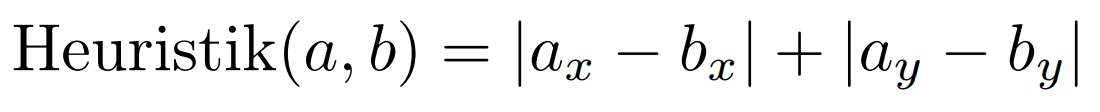 Heuristik(a, b) = |a_x − b_x| + |a_y − b_y|